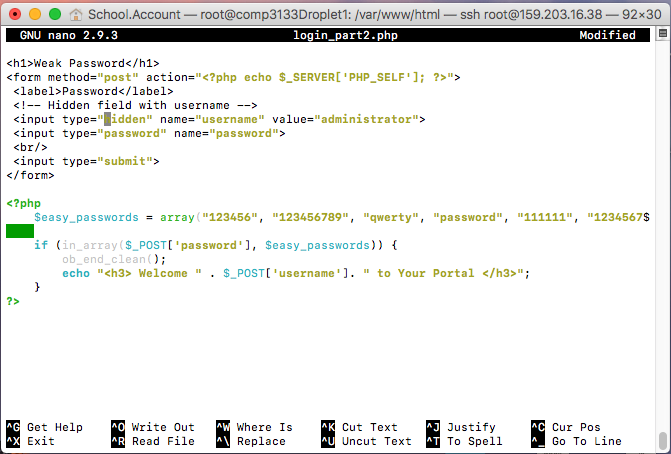 School.Account — root@comp3133Droplet1: /var/www/html — ssh root@159.203.16.38 — 92×30
GNU nano 2.9.3 login_part2.php Modified
<h1>Weak Password</h1>
<form method="post" action="<?php echo $_SERVER['PHP_SELF']; ?>">
<label>Password</label>
<!-- Hidden field with username -->
<input type="hidden" name="username" value="administrator">
<input type="password" name="password">
<br/>
<input type="submit">
</form>
<?php
$easy_passwords = array("123456", "123456789", "qwerty", "password", "111111", "1234567$
if (in_array($_POST['password'], $easy_passwords)) {
ob_end_clean();
echo "<h3> Welcome " . $_POST['username']. " to Your Portal </h3>";
}
?>
^G Get Help ^O Write Out ^W Where Is ^K Cut Text ^J Justify ^C Cur Pos
^X Exit ^R Read File ^\ Replace ^U Uncut Text ^T To Spell ^_ Go To Line